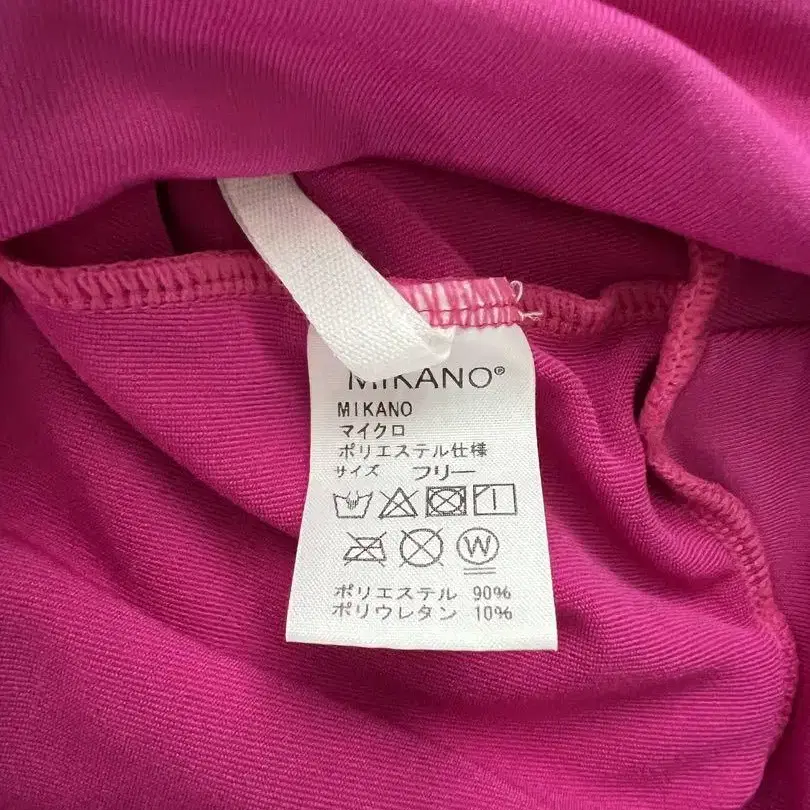 MIKANO®
MIKANO
マイクロ
ポリエステル仕様
サイズ フリー
W
ポリエステル 90%
ポリウレタン 10%